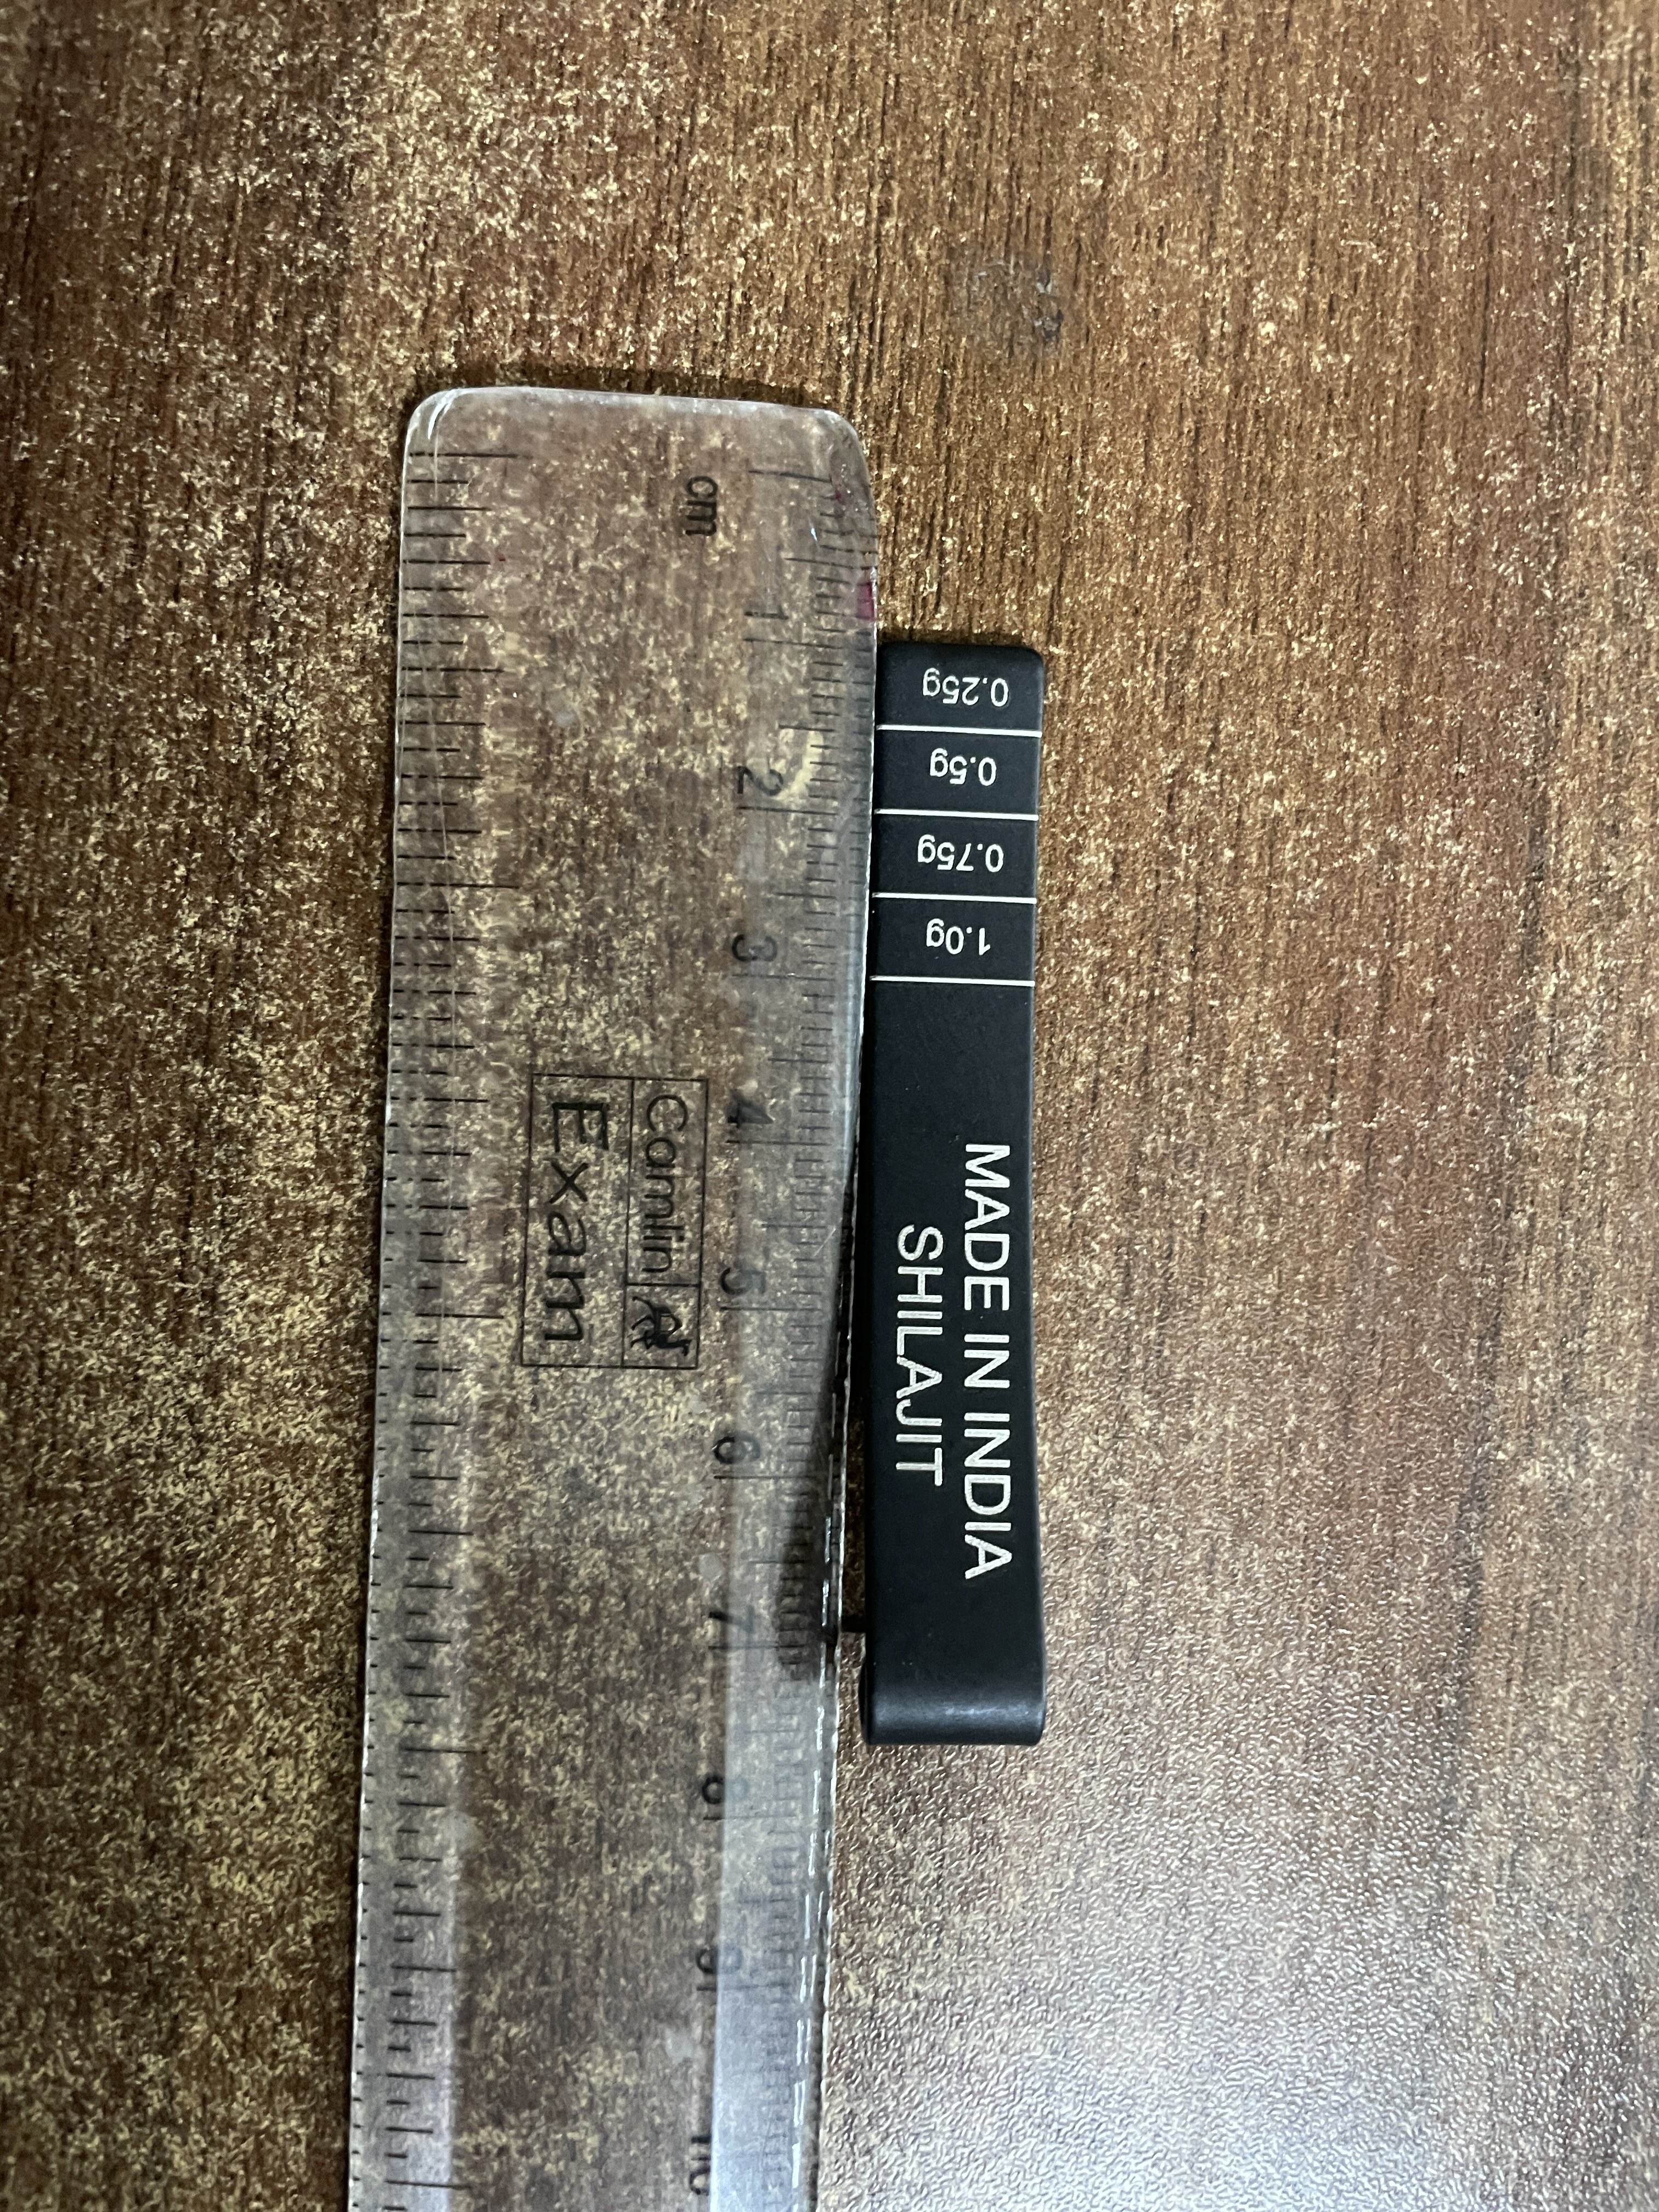 cm
1
2
3
4
5
6
7
8
9
10
Camlin
Exam
0.25g
0.5g
0.75g
1.0g
MADE IN INDIA
SHILAJIT